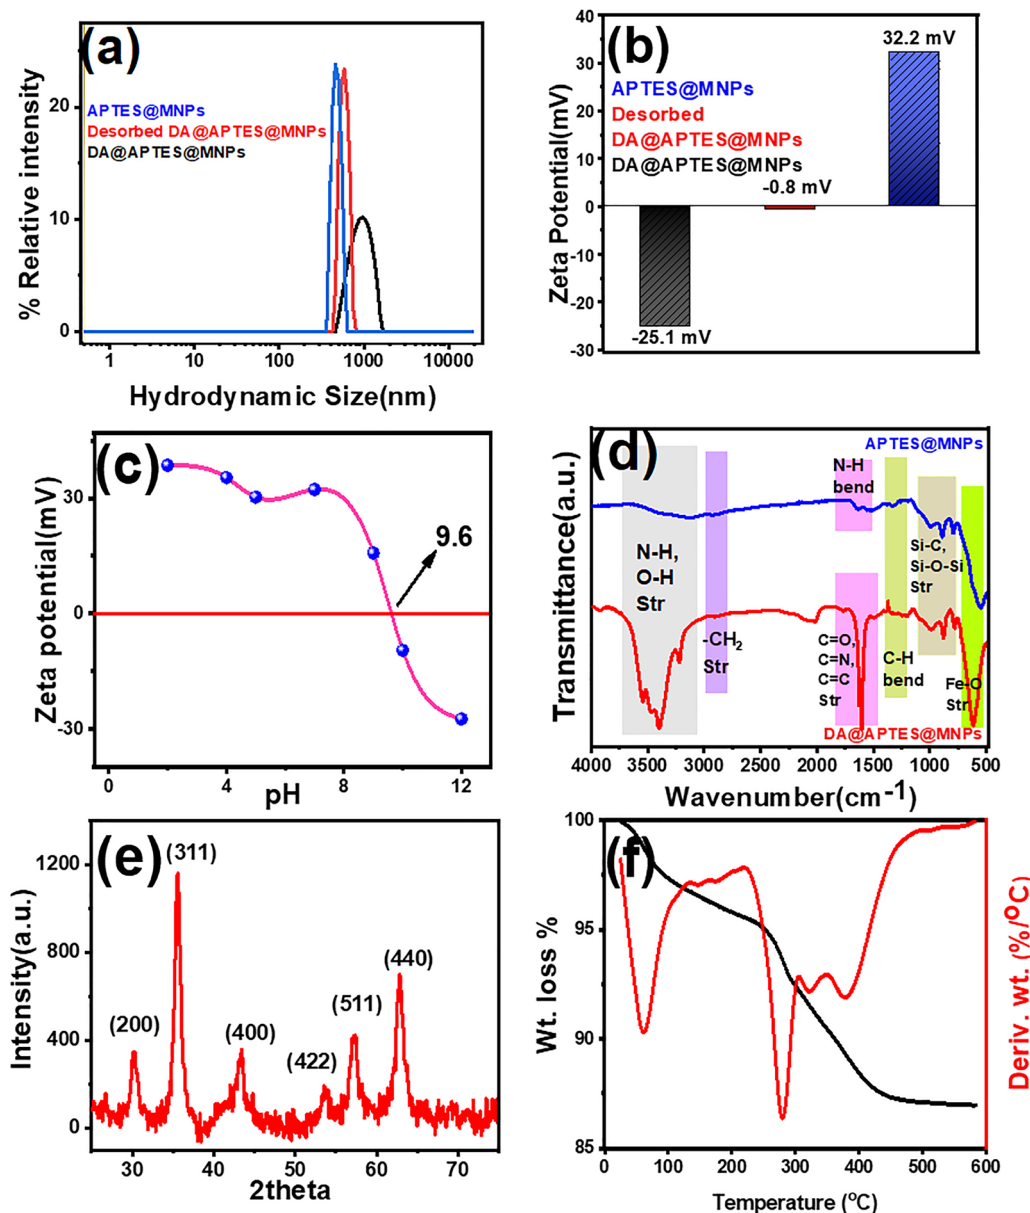 (a)
% Relative intensity
20
10
0
APTES@MNPs
Desorbed DA@APTES@MNPs
DA@APTES@MNPs
1
10
100
1000
10000
Hydrodynamic Size(nm)
(b)
Zeta Potential(mV)
40
30
20
10
0
-10
-20
-30
APTES@MNPs
Desorbed
DA@APTES@MNPs
DA@APTES@MNPs
32.2 mV
-0.8 mV
-25.1 mV
(c)
Zeta potential(mV)
30
0
-30
9.6
0
4
8
12
pH
(d)
Transmittance(a.u.)
APTES@MNPs
N-H
bend
N-H,
O-H
Str
-CH2
Str
C=O,
C=N,
C=C
Str
C-H
bend
Si-C,
Si-O-Si
Str
Fe-O
Str
DA@APTES@MNPs
4000
3500
3000
2500
2000
1500
1000
500
Wavenumber(cm-1)
(e)
Intensity(a.u.)
1200
800
400
0
(200)
(311)
(400)
(422)
(511)
(440)
30
40
50
60
70
2theta
(f)
Wt. loss %
100
95
90
85
Deriv. wt. (%/oC)
0
100
200
300
400
500
600
Temperature (oC)